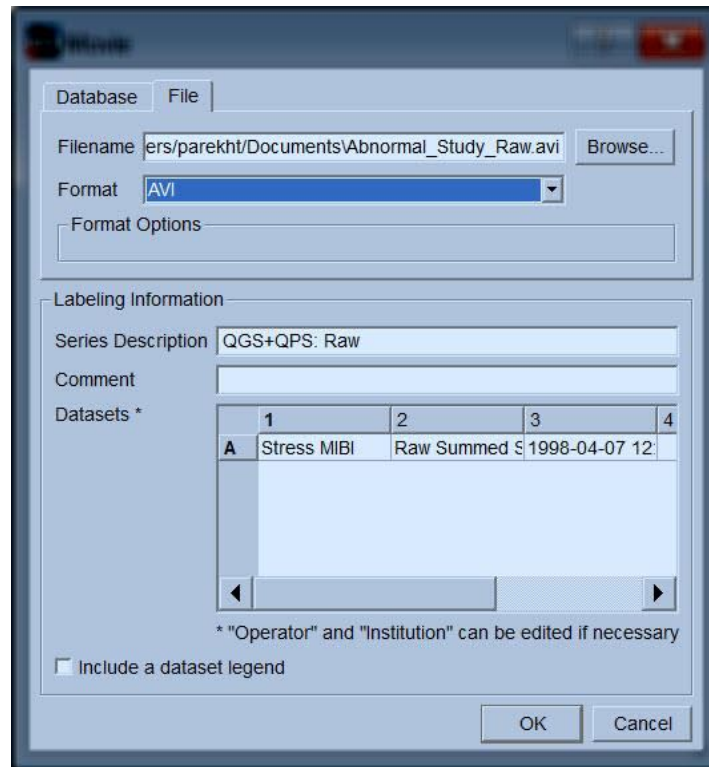 Movie
Database File
Filename ers/parekht/Documents\Abnormal_Study_Raw.avi Browse...
Format AVI
Format Options
Labeling Information
Series Description QGS+QPS: Raw
Comment
Datasets *
1 2 3 4
A Stress MIBI Raw Summed S 1998-04-07 12:
* "Operator" and "Institution" can be edited if necessary
Include a dataset legend
OK Cancel